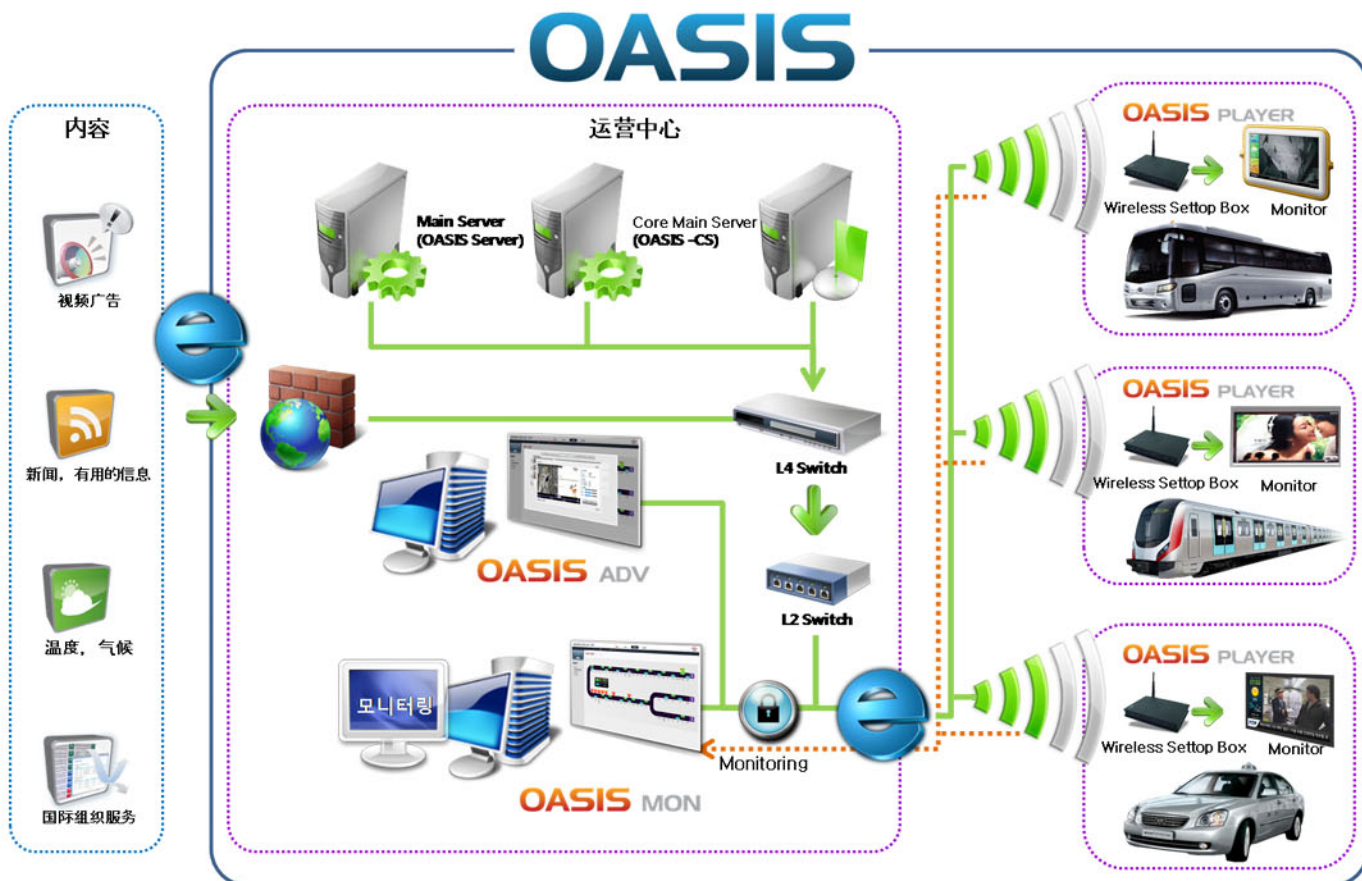 OASIS
内容
视频广告
新闻，有用的信息
温度，气候
国际组织服务
运营中心
Main Server
(OASIS Server)
Core Main Server
(OASIS -CS)
L4 Switch
L2 Switch
OASIS ADV
모니터링
OASIS MON
Monitoring
OASIS PLAYER
Wireless Settop Box
Monitor
OASIS PLAYER
Wireless Settop Box
Monitor
OASIS PLAYER
Wireless Settop Box
Monitor